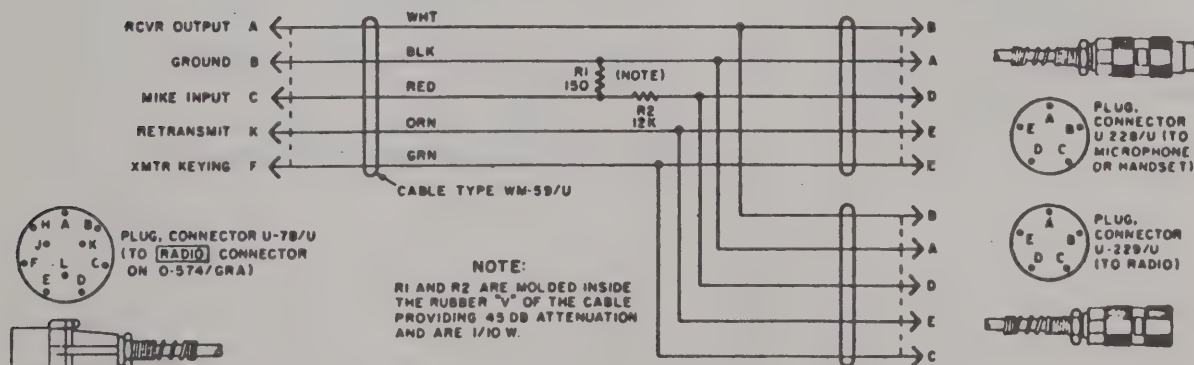 RCVR OUTPUT A
GROUND B
MIKE INPUT C
RETRANSMIT K
XMTR KEYING F
WHT
BLK
RED
ORN
GRN
R1
150
(NOTE)
R2
12K
CABLE TYPE WM-59/U
B
A
D
E
E
B
A
D
E
C
A
B
C
D
E
PLUG,
CONNECTOR
U-228/U (TO
MICROPHONE
OR HANDSET)
A
B
C
D
E
PLUG,
CONNECTOR
U-229/U
(TO RADIO)
H A B
J K
F L C
E D
PLUG, CONNECTOR U-78/U
(TO RADIO CONNECTOR
ON O-574/GRA)
NOTE:
R1 AND R2 ARE MOLDED INSIDE
THE RUBBER "V" OF THE CABLE
PROVIDING 45 DB ATTENUATION
AND ARE 1/10 W.